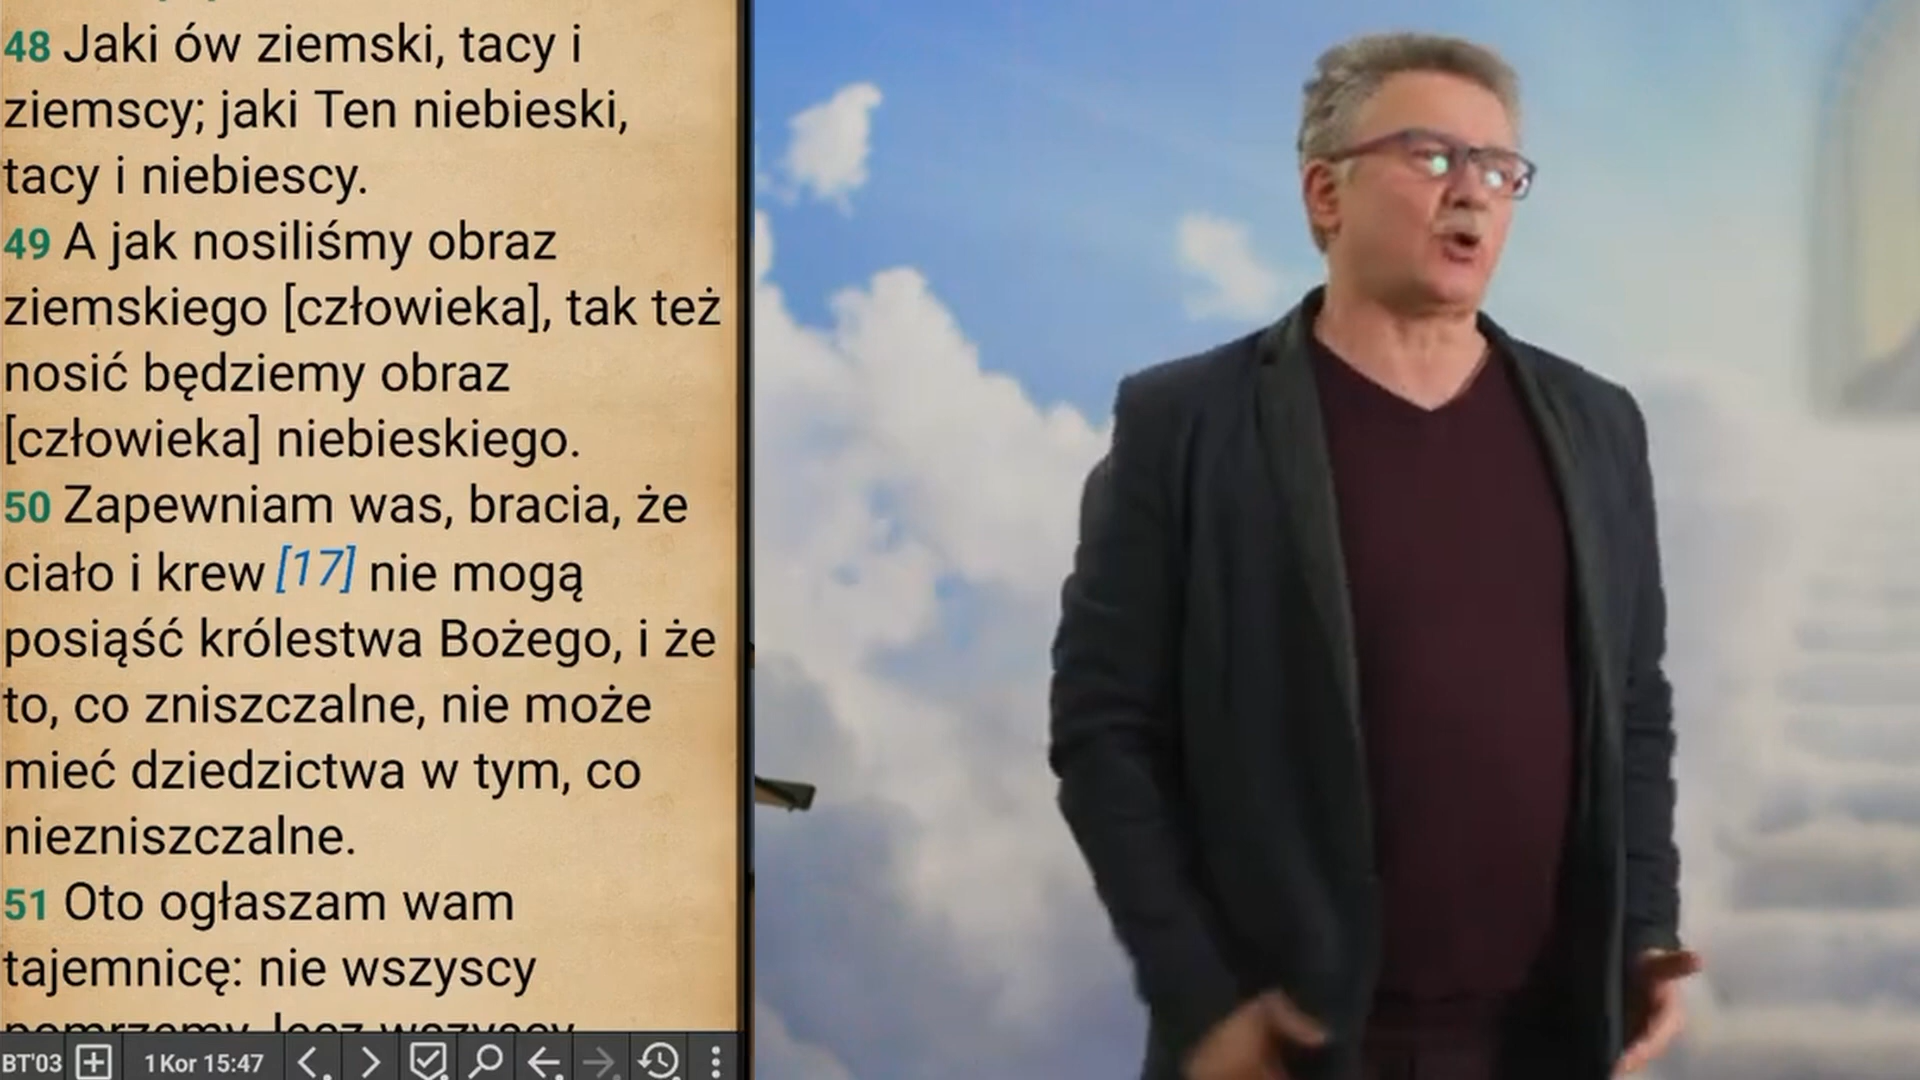 48 Jaki ów ziemski, tacy i
ziemscy; jaki Ten niebieski,
tacy i niebiescy.
49 A jak nosiliśmy obraz
ziemskiego [człowieka], tak też
nosić będziemy obraz
[człowieka] niebieskiego.
50 Zapewniam was, bracia, że
ciało i krew [17] nie mogą
posiąść królestwa Bożego, i że
to, co zniszczalne, nie może
mieć dziedzictwa w tym, co
niezniszczalne.
51 Oto ogłaszam wam
tajemnicę: nie wszyscy
pomrzemy, lecz wszyscy
BT'03 1 Kor 15:47